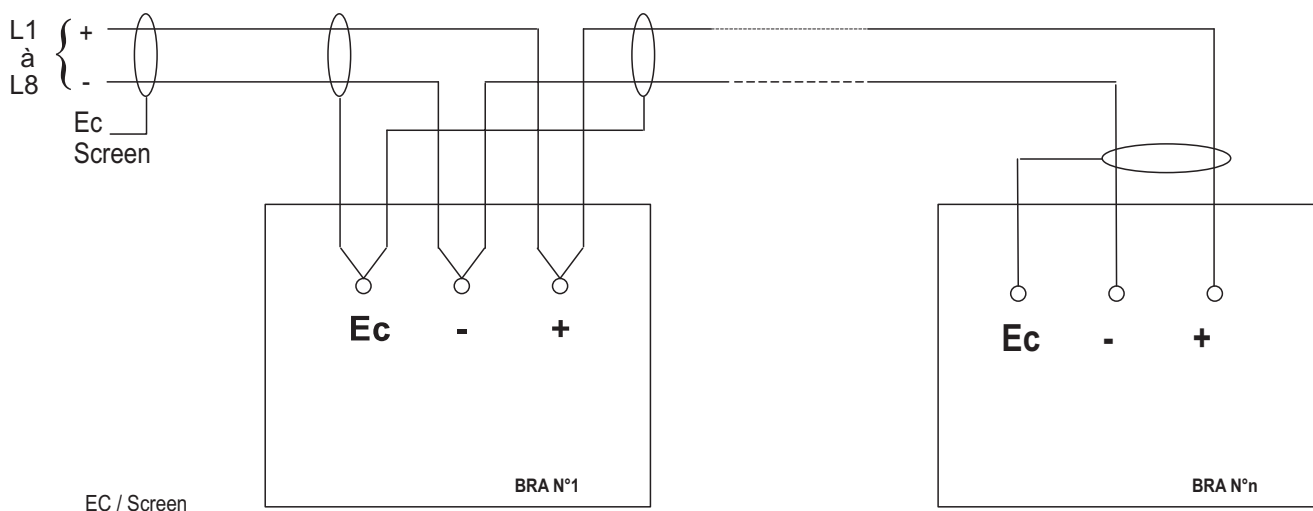 L1
à
L8
+
-
Ec
Screen
Ec - +
BRA N°1
Ec - +
BRA N°n
EC / Screen